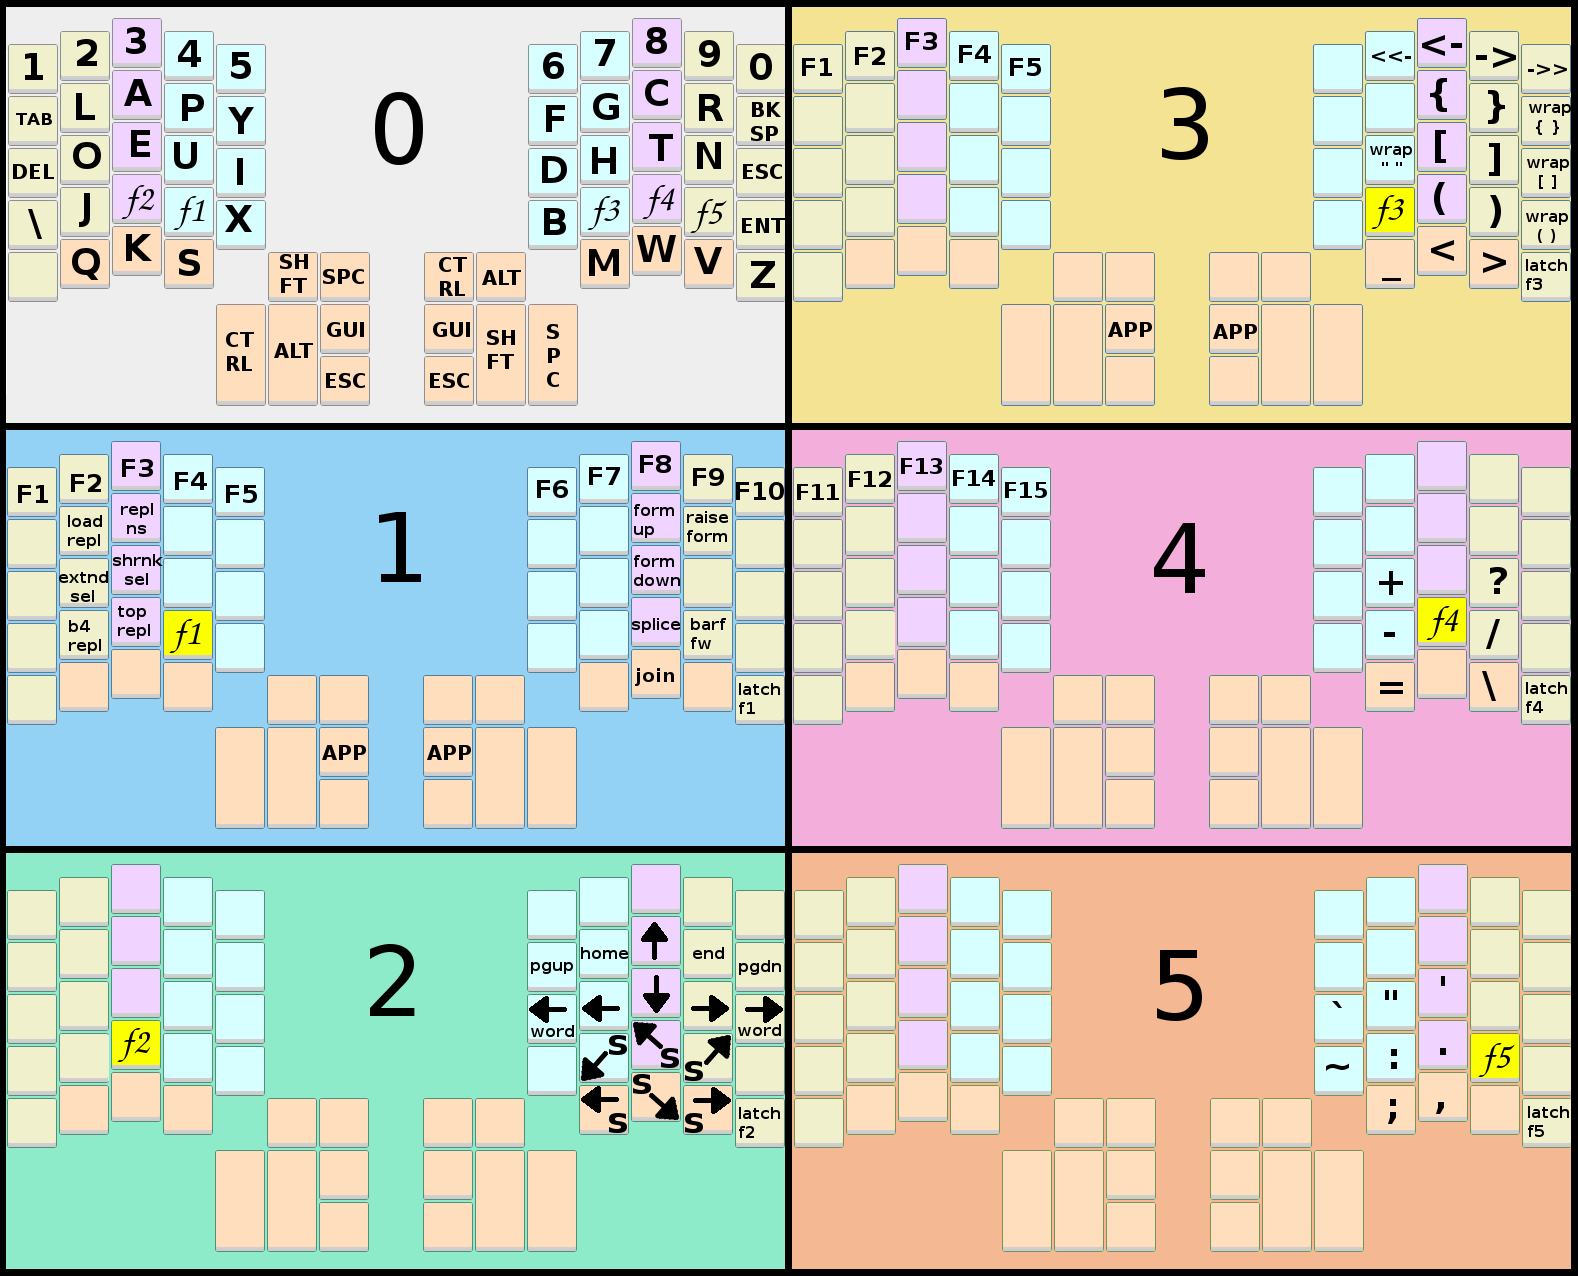 0
1 2 3 4 5 6 7 8 9 0
TAB L A P Y F G C R BK SP
DEL O E U I D H T N ESC
\ J f2 f1 X B f3 f4 f5 ENT
Q K S M W V Z
SH FT SPC CT RL ALT
CT RL ALT GUI GUI SH FT S P C
ESC ESC
3
F1 F2 F3 F4 F5 <<- <- -> ->>
{ } wrap { }
wrap " " [ ] wrap [ ]
f3 ( ) wrap ( )
_ < > latch f3
APP APP
1
F1 F2 F3 F4 F5 F6 F7 F8 F9 F10
load repl repl ns form up raise form
extnd sel shrnk sel form down
b4 repl top repl f1 splice barf fw
join latch f1
APP APP
4
F11 F12 F13 F14 F15
+ ?
- f4 /
= \ latch f4
2
pgup home ↑ end pgdn
← word ← ↓ → → word
f2 ↙ S ↖ S S ↗
← S S ↘ S → latch f2
5
` " '
~ : . f5
; , latch f5